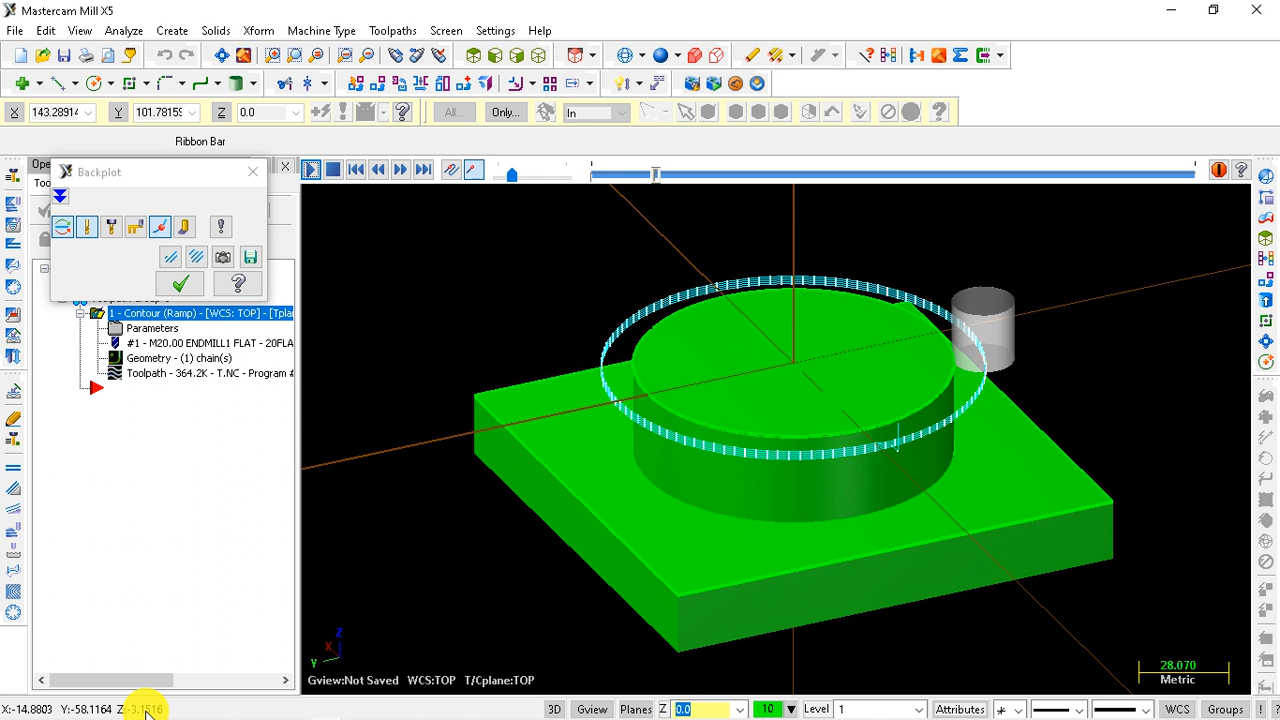 Mastercam Mill X5
File Edit View Analyze Create Solids Xform Machine Type Toolpaths Screen Settings Help
X 143.28914 Y 101.78159 Z 0.0 All... Only... In
Ribbon Bar
Backplot
1 - Contour (Ramp) - [WCS: TOP] - [Tpla
Parameters
#1 - M20.00 ENDMILL1 FLAT - 20FLA
Geometry - (1) chain(s)
Toolpath - 364.2K - T.NC - Program #
Z
X
Y
Gview:Not Saved WCS:TOP T/Cplane:TOP
28.070
Metric
X:-14.8803 Y:-58.1164 Z-3.1516 3D Gview Planes Z 0.0 10 Level 1 Attributes WCS Groups